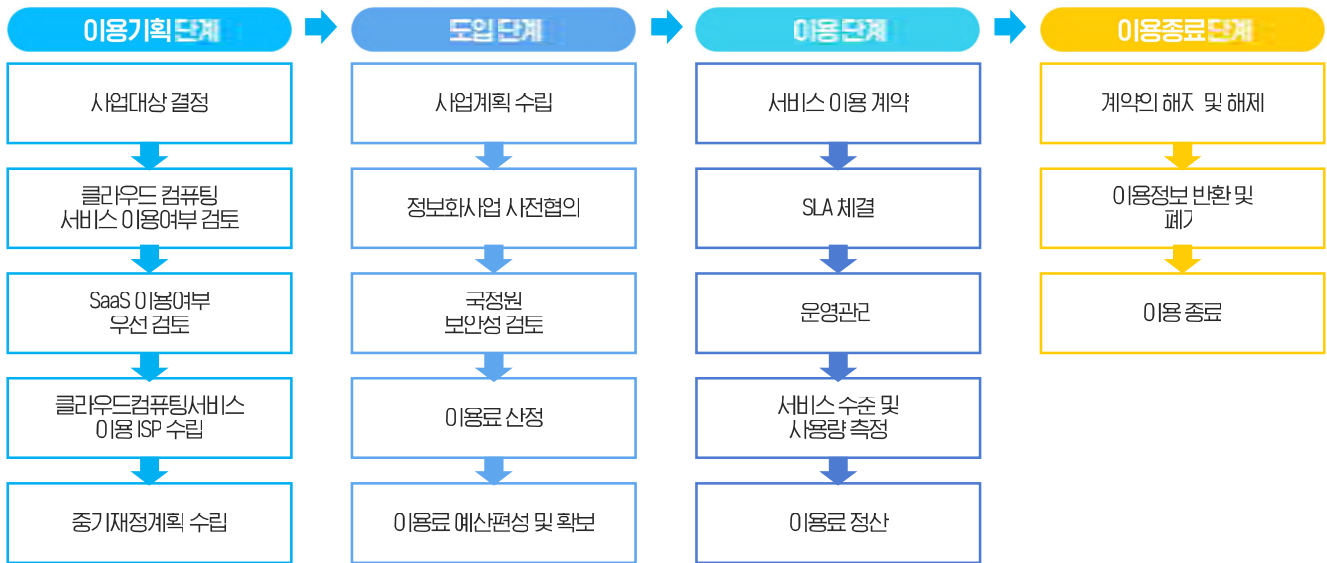 이용기획 단계
사업대상 결정
클라우드 컴퓨팅
서비스 이용여부 검토
SaaS 이용여부
우선 검토
클라우드컴퓨팅서비스
이용 ISP 수립
중기재정계획 수립
도입 단계
사업계획 수립
정보화사업 사전협의
국정원
보안성 검토
이용료 산정
이용료 예산편성 및 확보
이용 단계
서비스 이용 계약
SLA 체결
운영관리
서비스 수준 및
사용량 측정
이용료 정산
이용종료 단계
계약의 해지 및 해제
이용정보 반환 및
폐기
이용 종료